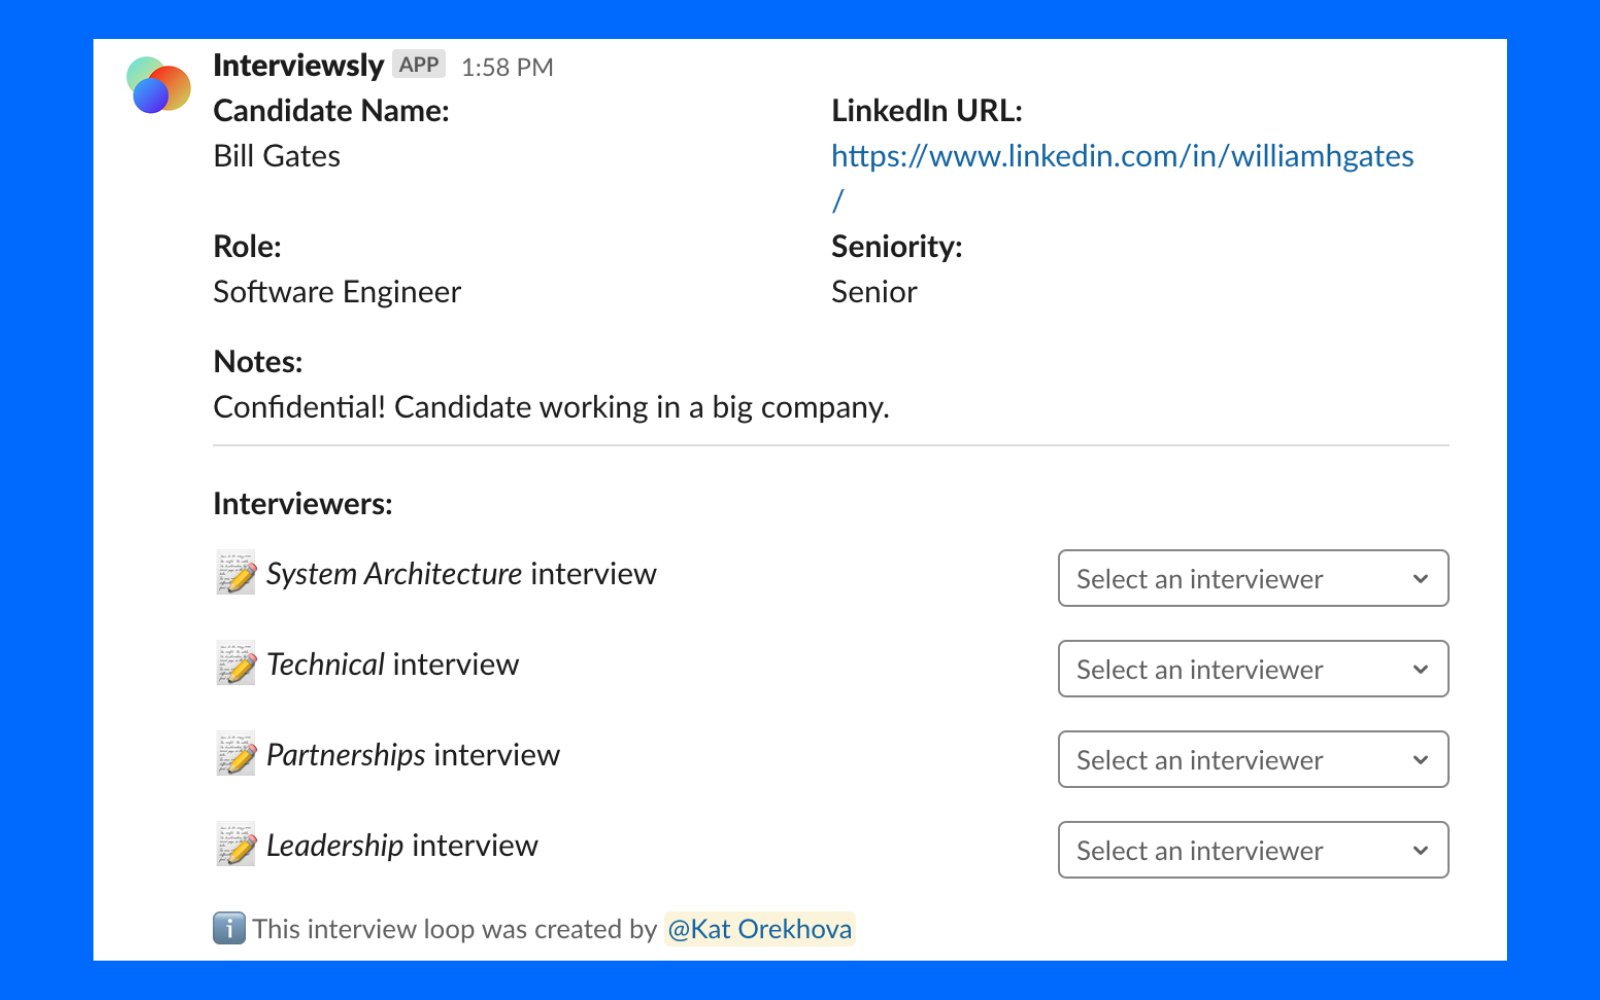 Interviewsly APP 1:58 PM
Candidate Name:
Bill Gates
LinkedIn URL:
https://www.linkedin.com/in/williamhgates
/
Role:
Software Engineer
Seniority:
Senior
Notes:
Confidential! Candidate working in a big company.
Interviewers:
System Architecture interview
Select an interviewer
Technical interview
Select an interviewer
Partnerships interview
Select an interviewer
Leadership interview
Select an interviewer
This interview loop was created by @Kat Orekhova